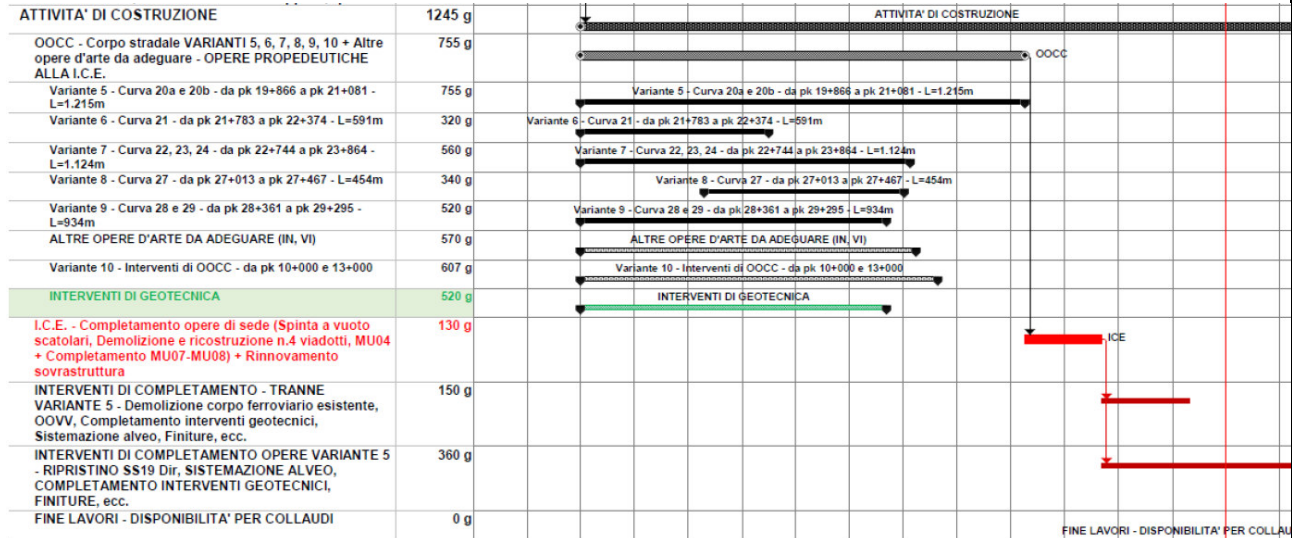 ATTIVITA' DI COSTRUZIONE 1245 g ATTIVITA' DI COSTRUZIONE
OOCC - Corpo stradale VARIANTI 5, 6, 7, 8, 9, 10 + Altre 755 g
opere d'arte da adeguare - OPERE PROPEDEUTICHE OOCC
ALLA I.C.E.
Variante 5 - Curva 20a e 20b - da pk 19+866 a pk 21+081 - 755 g Variante 5 - Curva 20a e 20b - da pk 19+866 a pk 21+081 - L=1.215m
L=1.215m
Variante 6 - Curva 21 - da pk 21+783 a pk 22+374 - L=591m 320 g Variante 6 - Curva 21 - da pk 21+783 a pk 22+374 - L=591m
Variante 7 - Curva 22, 23, 24 - da pk 22+744 a pk 23+864 - 560 g Variante 7 - Curva 22, 23, 24 - da pk 22+744 a pk 23+864 - L=1.124m
L=1.124m
Variante 8 - Curva 27 - da pk 27+013 a pk 27+467 - L=454m 340 g Variante 8 - Curva 27 - da pk 27+013 a pk 27+467 - L=454m
Variante 9 - Curva 28 e 29 - da pk 28+361 a pk 29+295 - 520 g Variante 9 - Curva 28 e 29 - da pk 28+361 a pk 29+295 - L=934m
L=934m
ALTRE OPERE D'ARTE DA ADEGUARE (IN, VI) 570 g ALTRE OPERE D'ARTE DA ADEGUARE (IN, VI)
Variante 10 - Interventi di OOCC - da pk 10+000 e 13+000 607 g Variante 10 - Interventi di OOCC - da pk 10+000 e 13+000
INTERVENTI DI GEOTECNICA 520 g INTERVENTI DI GEOTECNICA
I.C.E. - Completamento opere di sede (Spinta a vuoto 130 g
scatolari, Demolizione e ricostruzione n.4 viadotti, MU04 ICE
+ Completamento MU07-MU08) + Rinnovamento
sovrastruttura
INTERVENTI DI COMPLETAMENTO - TRANNE 150 g
VARIANTE 5 - Demolizione corpo ferroviario esistente,
OOVV, Completamento interventi geotecnici,
Sistemazione alveo, Finiture, ecc.
INTERVENTI DI COMPLETAMENTO OPERE VARIANTE 5 360 g
- RIPRISTINO SS19 Dir, SISTEMAZIONE ALVEO,
COMPLETAMENTO INTERVENTI GEOTECNICI,
FINITURE, ecc.
FINE LAVORI - DISPONIBILITA' PER COLLAUDI 0 g
FINE LAVORI - DISPONIBILITA' PER COLLAU